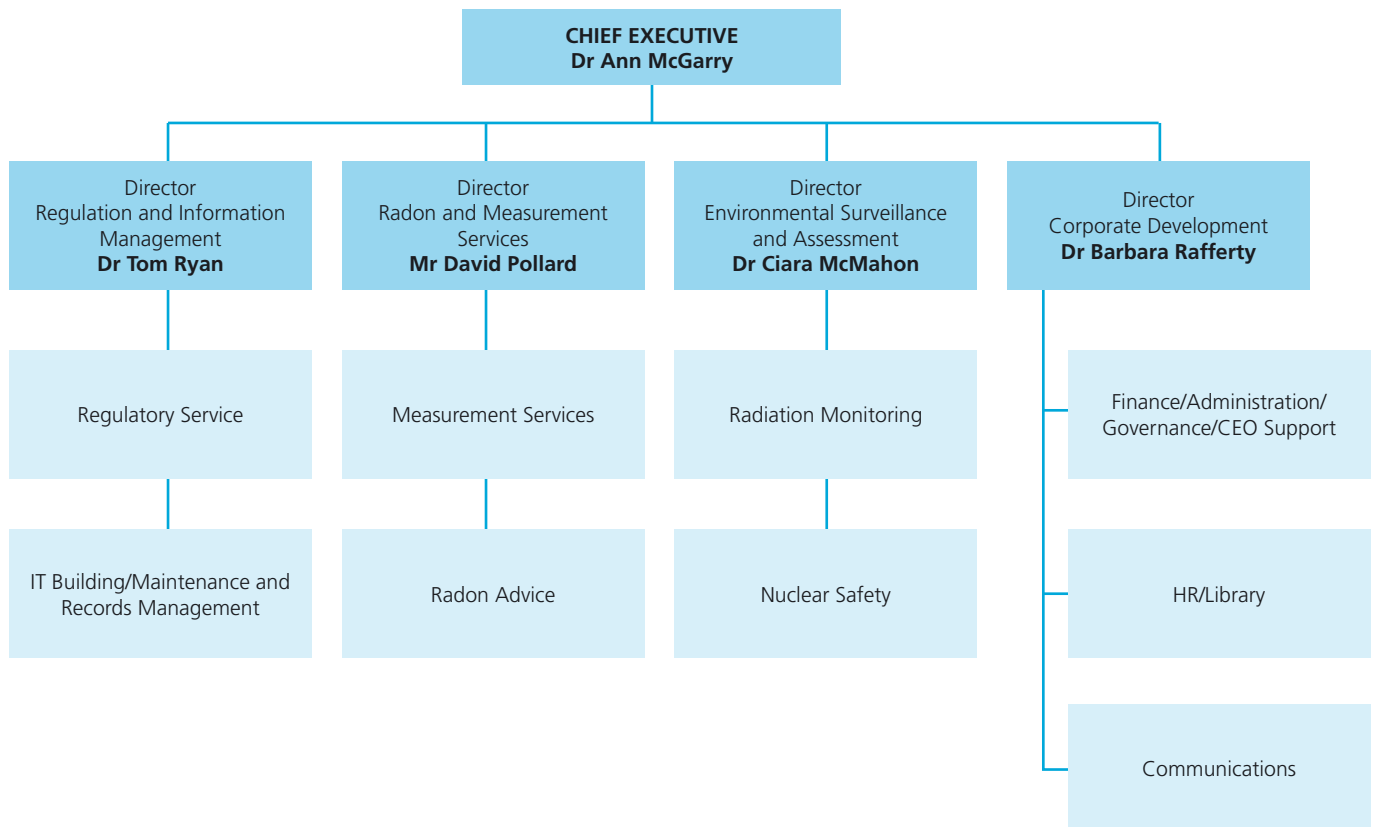 CHIEF EXECUTIVE
Dr Ann McGarry
Director
Regulation and Information
Management
Dr Tom Ryan
Director
Radon and Measurement
Services
Mr David Pollard
Director
Environmental Surveillance
and Assessment
Dr Ciara McMahon
Director
Corporate Development
Dr Barbara Rafferty
Regulatory Service
Measurement Services
Radiation Monitoring
Finance/Administration/
Governance/CEO Support
IT Building/Maintenance and
Records Management
Radon Advice
Nuclear Safety
HR/Library
Communications